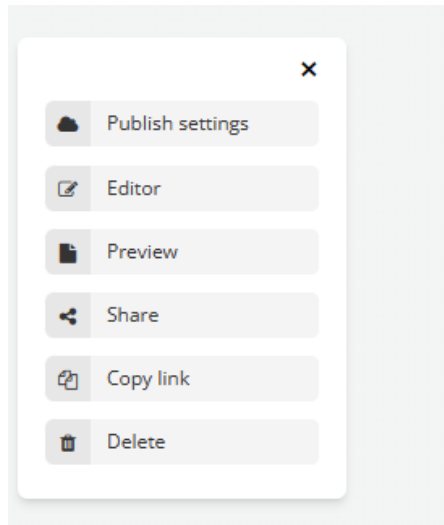 Publish settings
Editor
Preview
Share
Copy link
Delete